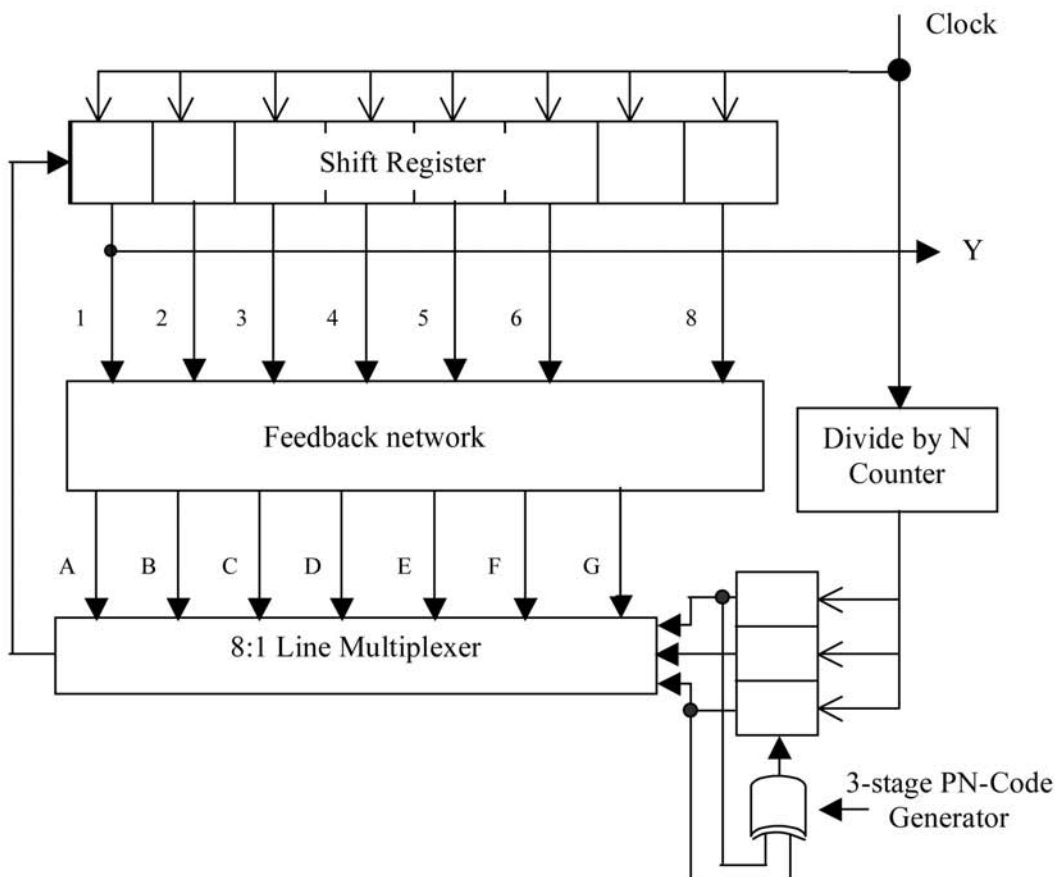 Clock
Shift Register
Y
1 2 3 4 5 6 8
Feedback network
Divide by N
Counter
A B C D E F G
8:1 Line Multiplexer
3-stage PN-Code
Generator